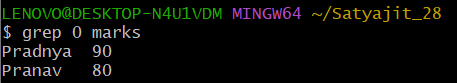 LENOVO@DESKTOP-N4U1VDM MINGW64 ~/Satyajit_28
$ grep 0 marks
Pradnya  90
Pranav   80